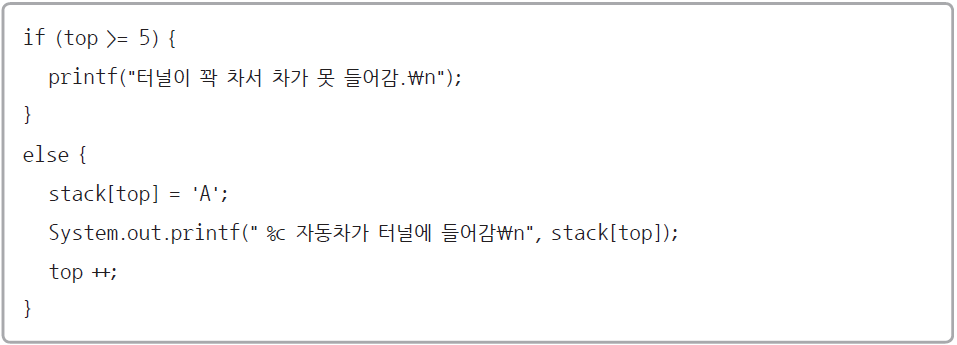 if (top >= 5) {
printf("터널이 꽉 차서 차가 못 들어감.₩n");
}
else {
stack[top] = 'A';
System.out.printf(" %c 자동차가 터널에 들어감₩n", stack[top]);
top ++;
}